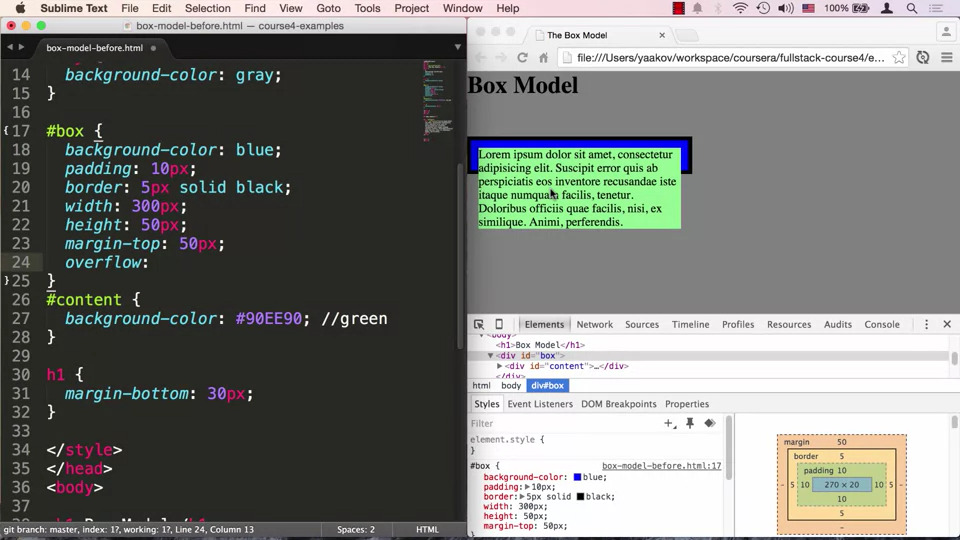 Sublime Text File Edit Selection Find View Goto Tools Project Window Help 100%
box-model-before.html — course4-examples
box-model-before.html
14 background-color: gray;
15 }
16
17 #box {
18 background-color: blue;
19 padding: 10px;
20 border: 5px solid black;
21 width: 300px;
22 height: 50px;
23 margin-top: 50px;
24 overflow:
25 }
26 #content {
27 background-color: #90EE90; //green
28 }
29
30 h1 {
31 margin-bottom: 30px;
32 }
33
34 </style>
35 </head>
36 <body>
37
git branch: master, index: 1?, working: 1?, Line 24, Column 13 Spaces: 2 HTML
The Box Model
file:///Users/yaakov/workspace/coursera/fullstack-course4/e…
Box Model
Lorem ipsum dolor sit amet, consectetur
adipisicing elit. Suscipit error quis ab
perspiciatis eos inventore recusandae iste
itaque numquam facilis, tenetur.
Doloribus officiis quae facilis, nisi, ex
similique. Animi, perferendis.
Elements Network Sources Timeline Profiles Resources Audits Console
<body>
<h1>Box Model</h1>
<div id="box">
<div id="content">…</div>
</div>
html body div#box
Styles Event Listeners DOM Breakpoints Properties
Filter
element.style {
}
#box { box-model-before.html:17
background-color: blue;
padding: 10px;
border: 5px solid black;
width: 300px;
height: 50px;
margin-top: 50px;
margin 50
border 5
padding 10
5 10 270 × 20 10 5
10
5